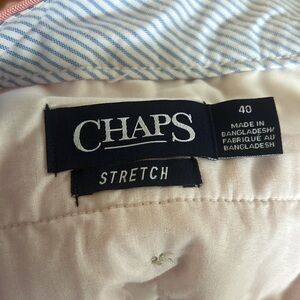 CHAPS
STRETCH
40
MADE IN
BANGLADESH/
FABRIQUE AU
BANGLADESH